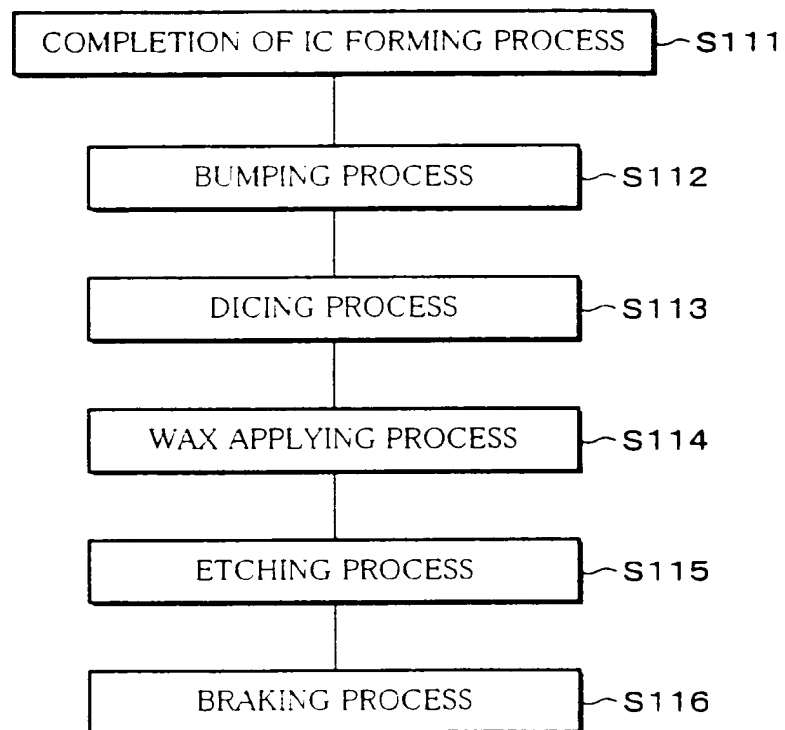 COMPLETION OF IC FORMING PROCESS S111
BUMPING PROCESS S112
DICING PROCESS S113
WAX APPLYING PROCESS S114
ETCHING PROCESS S115
BRAKING PROCESS S116